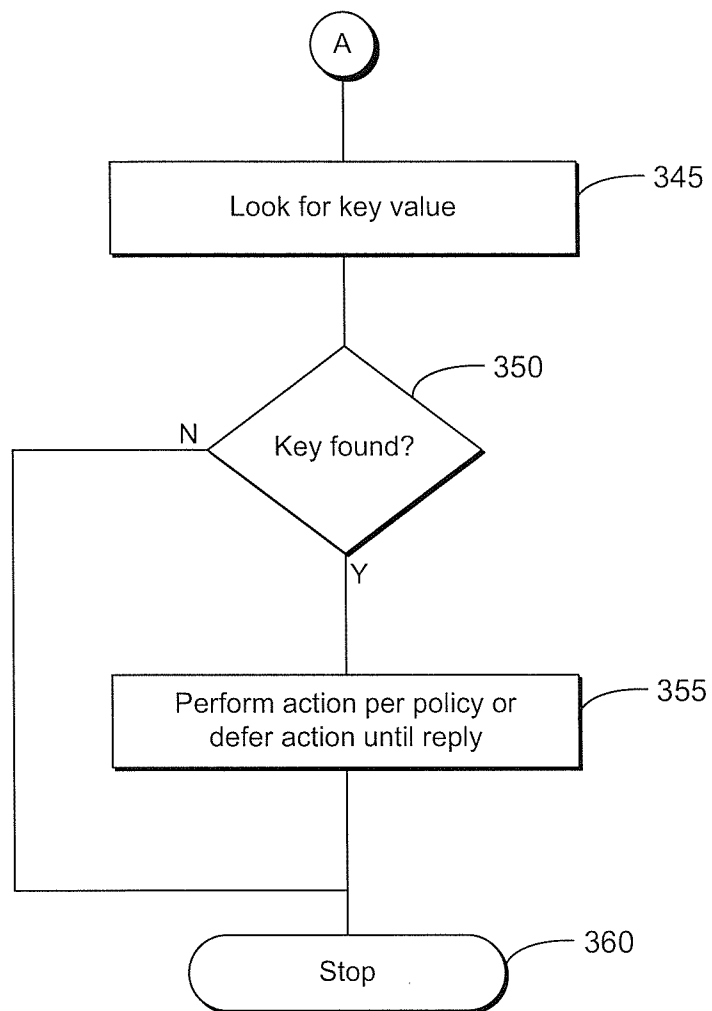 A
Look for key value
345
350
N
Key found?
Y
Perform action per policy or
defer action until reply
355
Stop
360